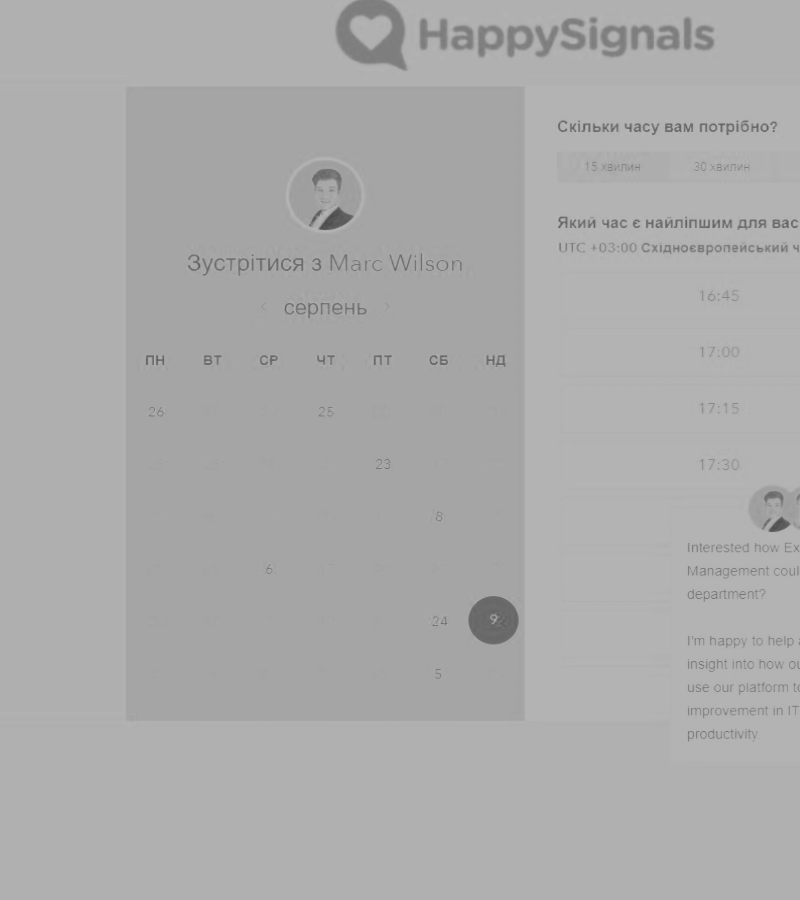 HappySignals
Зустрітися з Marc Wilson
серпень
ПН ВТ СР ЧТ ПТ СБ НД
26 25
23
8
6
24 9
5
Скільки часу вам потрібно?
15 хвилин 30 хвилин
Який час є найліпшим для вас
UTC +03:00 Східноєвропейський ч
16:45
17:00
17:15
17:30
Interested how Ex
Management coul
department?
I'm happy to help a
insight into how ou
use our platform to
improvement in IT
productivity.